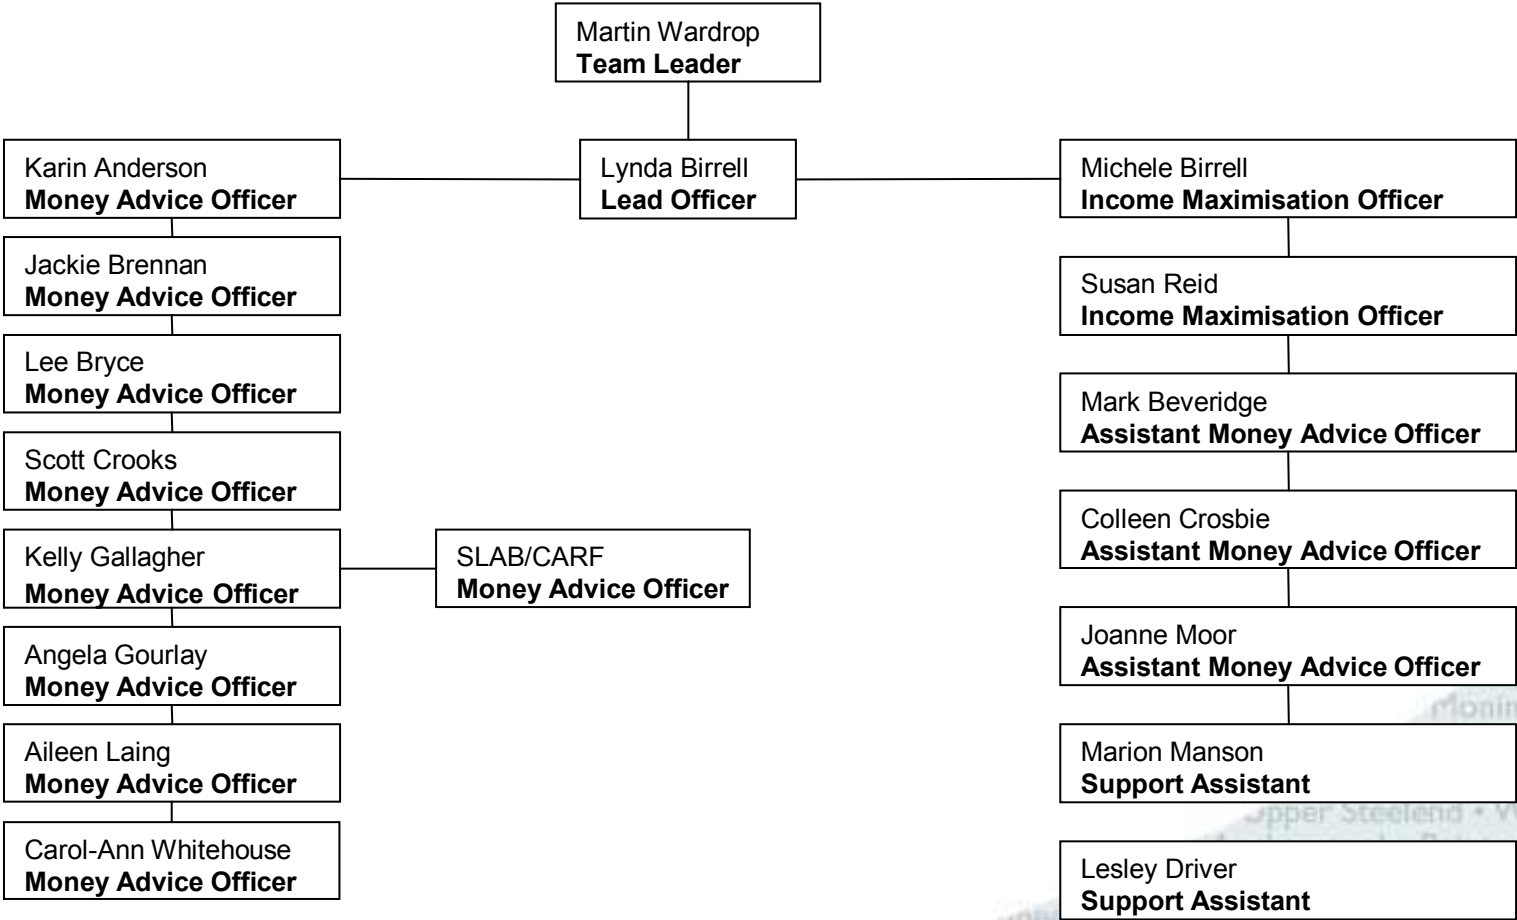 Martin Wardrop
Team Leader
Karin Anderson
Money Advice Officer
Lynda Birrell
Lead Officer
Michele Birrell
Income Maximisation Officer
Jackie Brennan
Money Advice Officer
Susan Reid
Income Maximisation Officer
Lee Bryce
Money Advice Officer
Mark Beveridge
Assistant Money Advice Officer
Scott Crooks
Money Advice Officer
Colleen Crosbie
Assistant Money Advice Officer
Kelly Gallagher
Money Advice Officer
SLAB/CARF
Money Advice Officer
Angela Gourlay
Money Advice Officer
Joanne Moor
Assistant Money Advice Officer
Aileen Laing
Money Advice Officer
Marion Manson
Support Assistant
Carol-Ann Whitehouse
Money Advice Officer
Lesley Driver
Support Assistant
Steelend